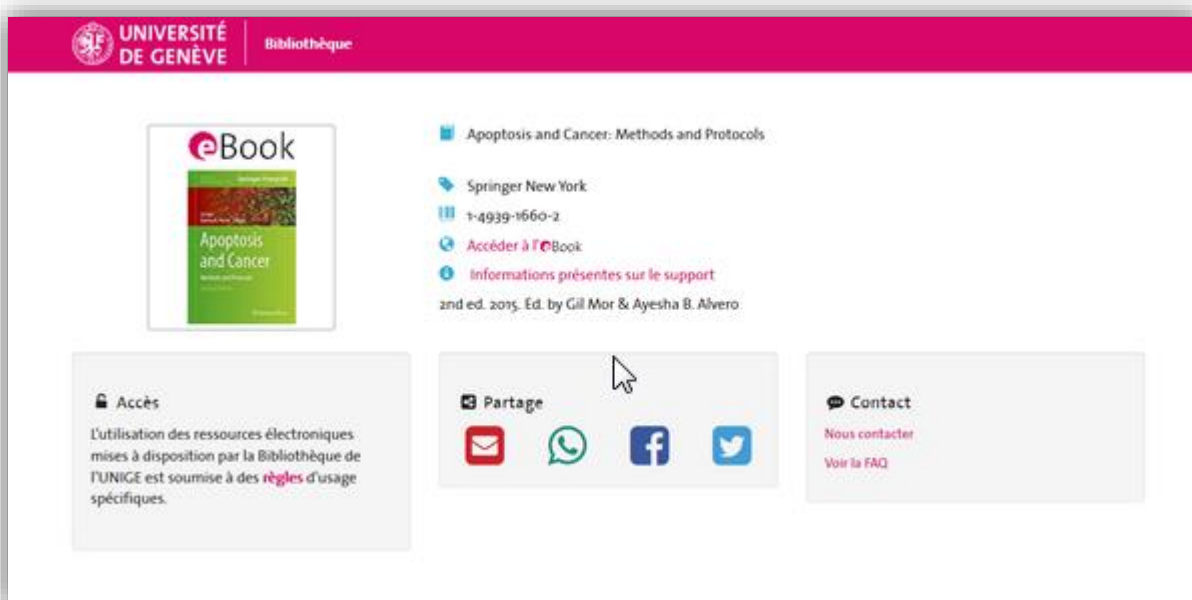 UNIVERSITÉ
DE GENÈVE
Bibliothèque
eBook
Apoptosis
and Cancer
Apoptosis and Cancer: Methods and Protocols
Springer New York
1-4939-1660-2
Accéder à l'eBook
Informations présentes sur le support
2nd ed. 2015. Ed. by Gil Mor & Ayesha B. Alvero
Accès
L'utilisation des ressources électroniques
mises à disposition par la Bibliothèque de
l'UNIGE est soumise à des règles d'usage
spécifiques.
Partage
Contact
Nous contacter
Voir la FAQ